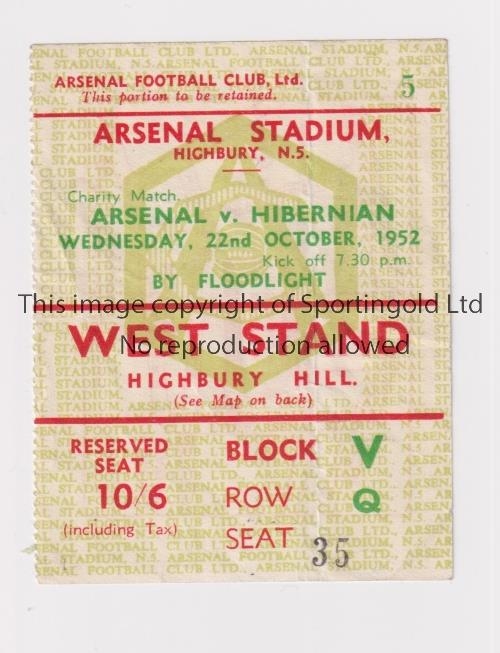 ARSENAL FOOTBALL CLUB, Ltd.
This portion to be retained.
5
ARSENAL STADIUM,
HIGHBURY, N.5.
Charity Match.
ARSENAL v. HIBERNIAN
WEDNESDAY, 22nd OCTOBER, 1952
Kick off 7.30 p.m.
BY FLOODLIGHT
This image copyright of Sportingold Ltd
WEST STAND
No reproduction allowed
HIGHBURY HILL.
(See Map on back)
RESERVED SEAT
10/6
(including Tax)
BLOCK V
ROW Q
SEAT 35